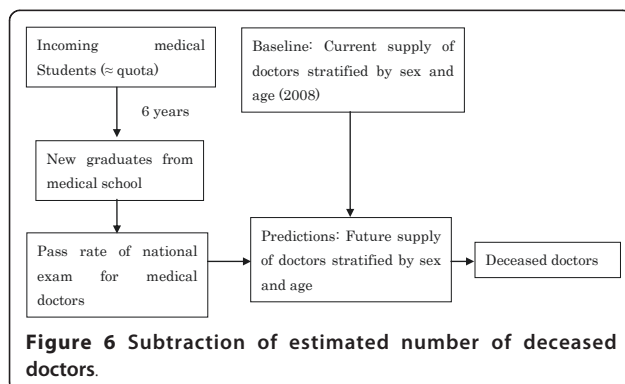 Incoming medical
Students (≈ quota)
6 years
New graduates from
medical school
Pass rate of national
exam for medical
doctors
Baseline: Current supply of
doctors stratified by sex and
age (2008)
Predictions: Future supply
of doctors stratified by sex
and age
Deceased doctors
Figure 6 Subtraction of estimated number of deceased
doctors.